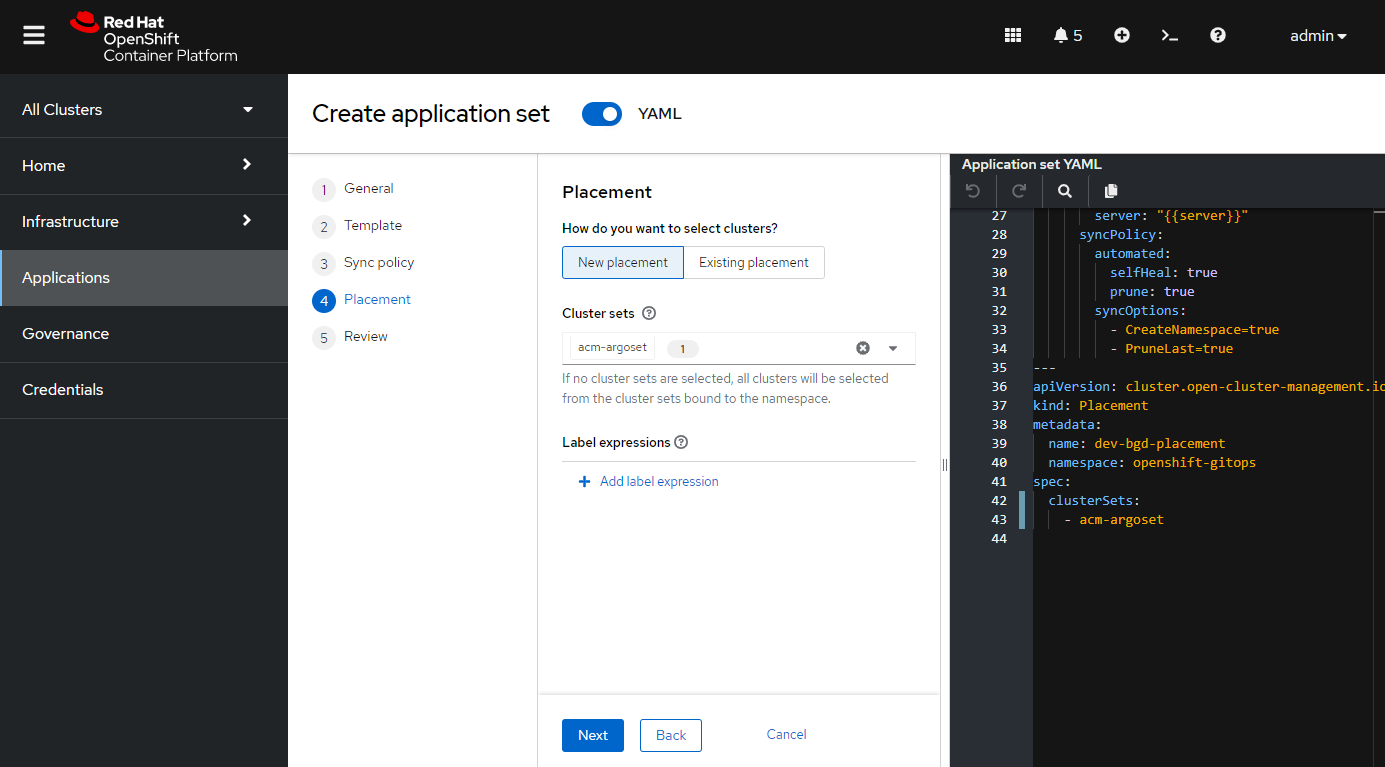 Red Hat
OpenShift
Container Platform
5
admin
All Clusters
Home
Infrastructure
Applications
Governance
Credentials
Create application set
YAML
1 General
2 Template
3 Sync policy
4 Placement
5 Review
Placement
How do you want to select clusters?
New placement Existing placement
Cluster sets
acm-argoset 1
If no cluster sets are selected, all clusters will be selected
from the cluster sets bound to the namespace.
Label expressions
Add label expression
Next Back Cancel
Application set YAML
27 server: "{{server}}"
28 syncPolicy:
29 automated:
30 selfHeal: true
31 prune: true
32 syncOptions:
33 - CreateNamespace=true
34 - PruneLast=true
35 ---
36 apiVersion: cluster.open-cluster-management.io
37 kind: Placement
38 metadata:
39 name: dev-bgd-placement
40 namespace: openshift-gitops
41 spec:
42 clusterSets:
43 - acm-argoset
44